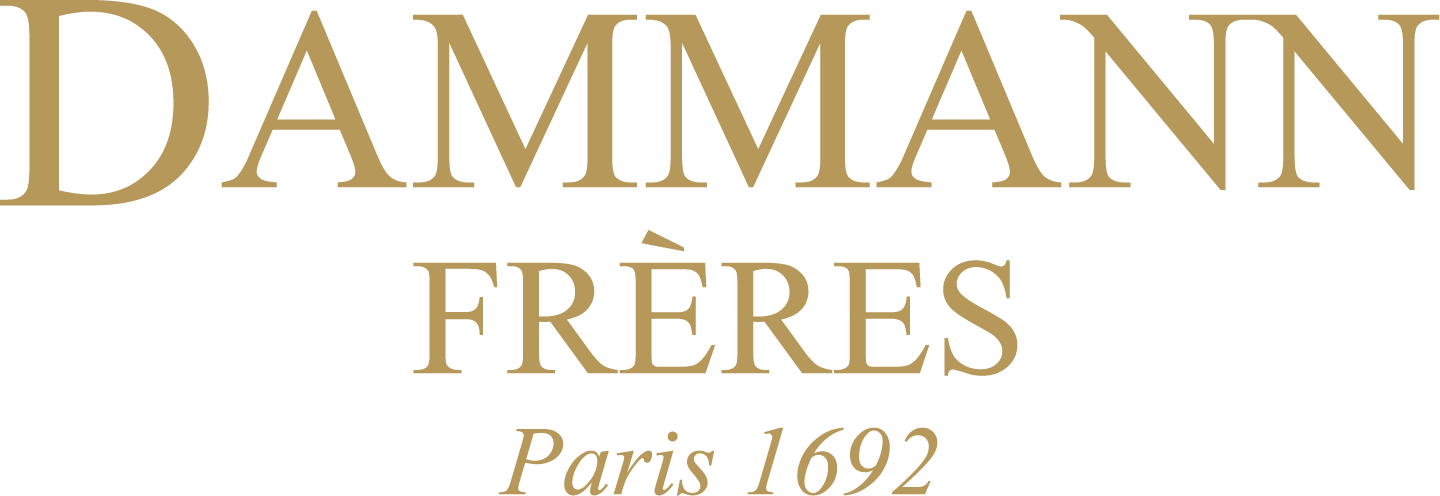 DAMMANN
FRÈRES
Paris 1692